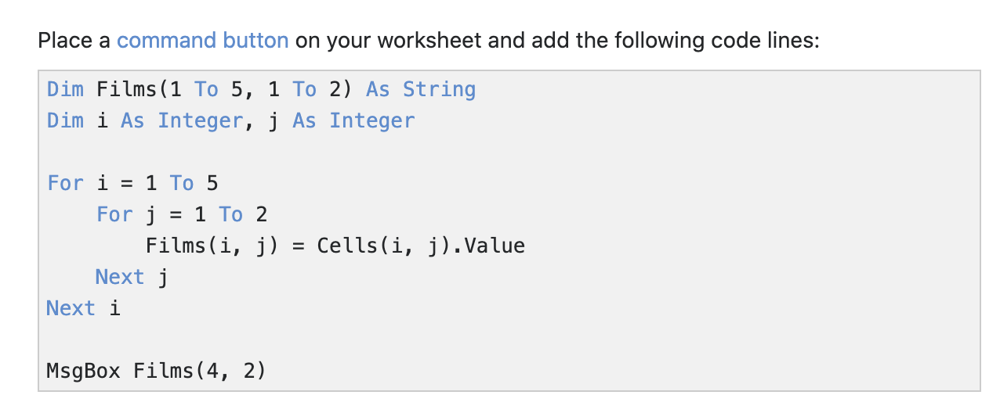 Place a command button on your worksheet and add the following code lines:
Dim Films(1 To 5, 1 To 2) As String
Dim i As Integer, j As Integer
For i = 1 To 5
    For j = 1 To 2
        Films(i, j) = Cells(i, j).Value
    Next j
Next i
MsgBox Films(4, 2)